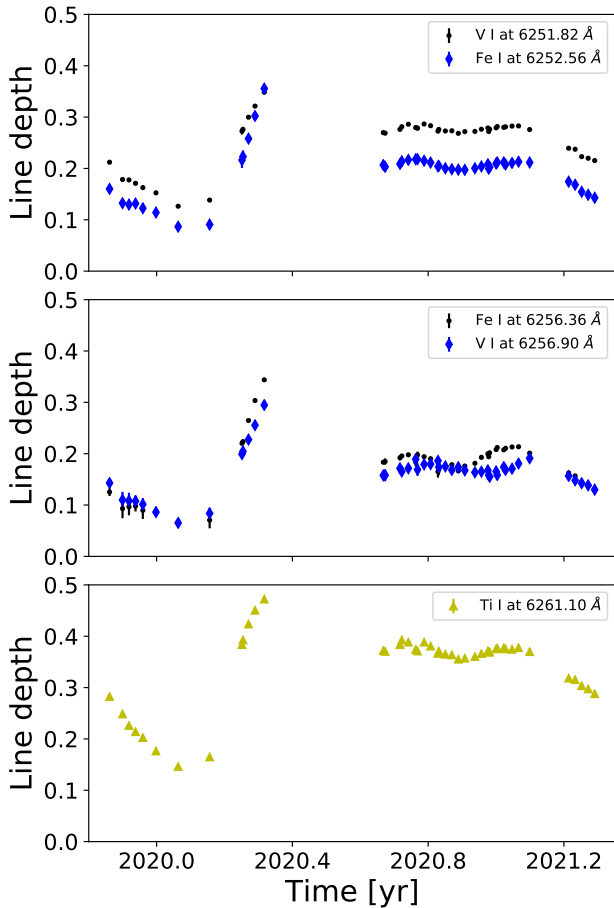 0.5
0.4
0.3
0.2
0.1
0.0
Line depth
V I at 6251.82 Å
Fe I at 6252.56 Å
0.5
0.4
0.3
0.2
0.1
0.0
Line depth
Fe I at 6256.36 Å
V I at 6256.90 Å
0.5
0.4
0.3
0.2
0.1
0.0
Line depth
Ti I at 6261.10 Å
2020.0 2020.4 2020.8 2021.2
Time [yr]